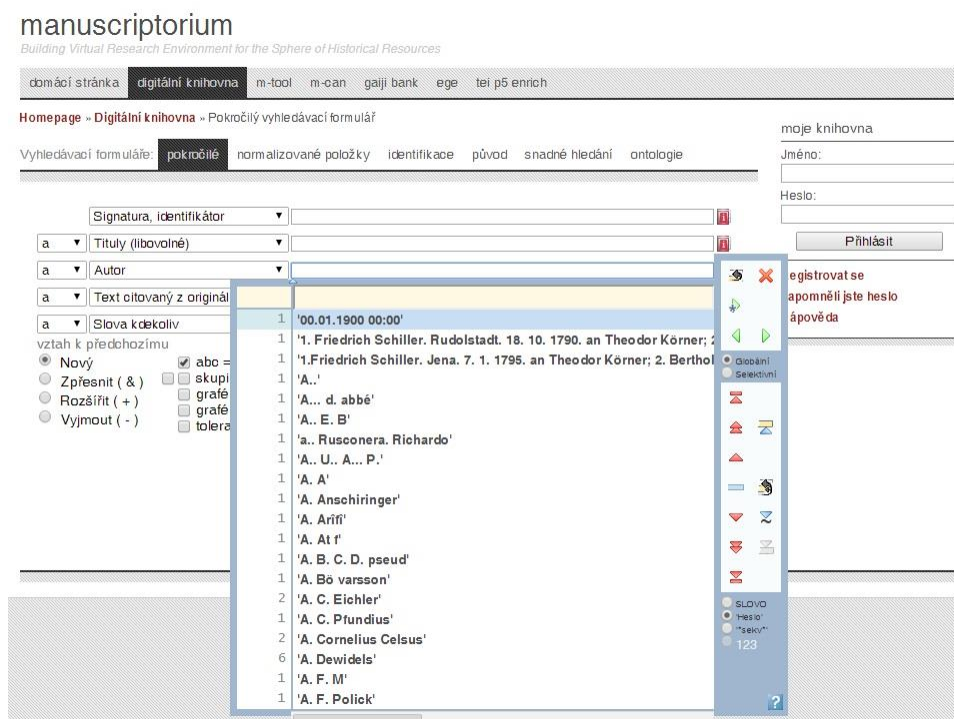 manuscriptorium
Building Virtual Research Environment for the Sphere of Historical Resources
domácí stránka digitální knihovna m-tool m-can gaiji bank ege tei p5 enrich
Homepage » Digitální knihovna » Pokročilý vyhledávací formulář
moje knihovna
Vyhledávací formuláře: pokročilé normalizované položky identifikace původ snadné hledání ontologie
Jméno:
Heslo:
Přihlásit
egistrovat se
apomněli jste heslo
ápověda
Signatura, identifikátor
a Tituly (libovolné)
a Autor
a Text citovaný z originál
a Slova kdekoliv
vztah k předchozímu
Nový
Zpřesnit ( & )
Rozšířit ( + )
Vyjmout ( - )
abc =
skupi
grafé
grafé
tolera
1 '00.01.1900 00:00'
1 '1. Friedrich Schiller. Rudolstadt. 18. 10. 1790. an Theodor Körner; 2
1 '1.Friedrich Schiller. Jena. 7. 1. 1795. an Theodor Körner; 2. Berthol
1 'A..'
1 'A... d. abbé'
1 'A.. E. B'
1 'a.. Rusconera. Richardo'
1 'A.. U.. A... P.'
1 'A. A'
1 'A. Anschiringer'
1 'A. Arîfî'
1 'A. At f'
1 'A. B. C. D. pseud'
1 'A. Bö varsson'
2 'A. C. Eichler'
1 'A. C. Pfundius'
2 'A. Cornelius Celsus'
6 'A. Dewidels'
1 'A. F. M'
1 'A. F. Polick'
Globální
Selektivní
SLOVO
'Heslo'
'*sekv*'
123
?